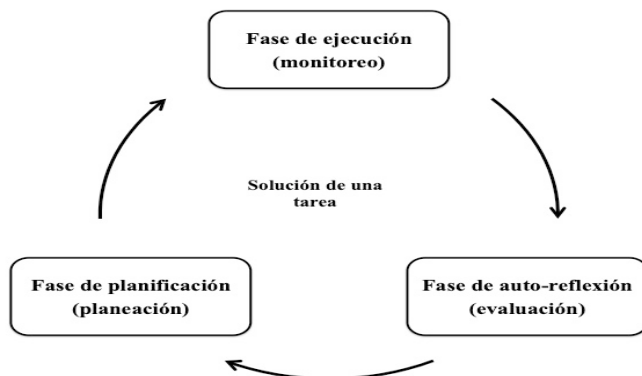 Fase de ejecución
(monitoreo)
Solución de una
tarea
Fase de planificación
(planeación)
Fase de auto-reflexión
(evaluación)